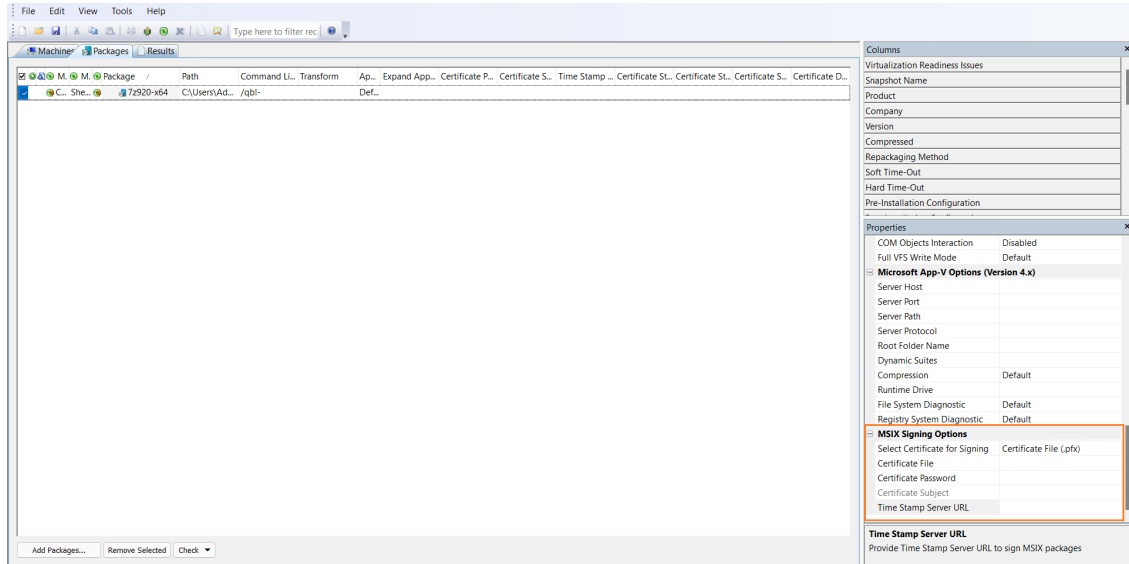 File Edit View Tools Help
Type here to filter rec
Machines Packages Results
M. M. Package / Path Command Li... Transform Ap... Expand App... Certificate P... Certificate S... Time Stamp ... Certificate St... Certificate St... Certificate S... Certificate D...
C... She... 7z920-x64 C:\Users\Ad... /qb!- Def...
Add Packages... Remove Selected Check
Columns
Virtualization Readiness Issues
Snapshot Name
Product
Company
Version
Compressed
Repackaging Method
Soft Time-Out
Hard Time-Out
Pre-Installation Configuration
Properties
COM Objects Interaction Disabled
Full VFS Write Mode Default
Microsoft App-V Options (Version 4.x)
Server Host
Server Port
Server Path
Server Protocol
Root Folder Name
Dynamic Suites
Compression Default
Runtime Drive
File System Diagnostic Default
Registry System Diagnostic Default
MSIX Signing Options
Select Certificate for Signing Certificate File (.pfx)
Certificate File
Certificate Password
Certificate Subject
Time Stamp Server URL
Time Stamp Server URL
Provide Time Stamp Server URL to sign MSIX packages